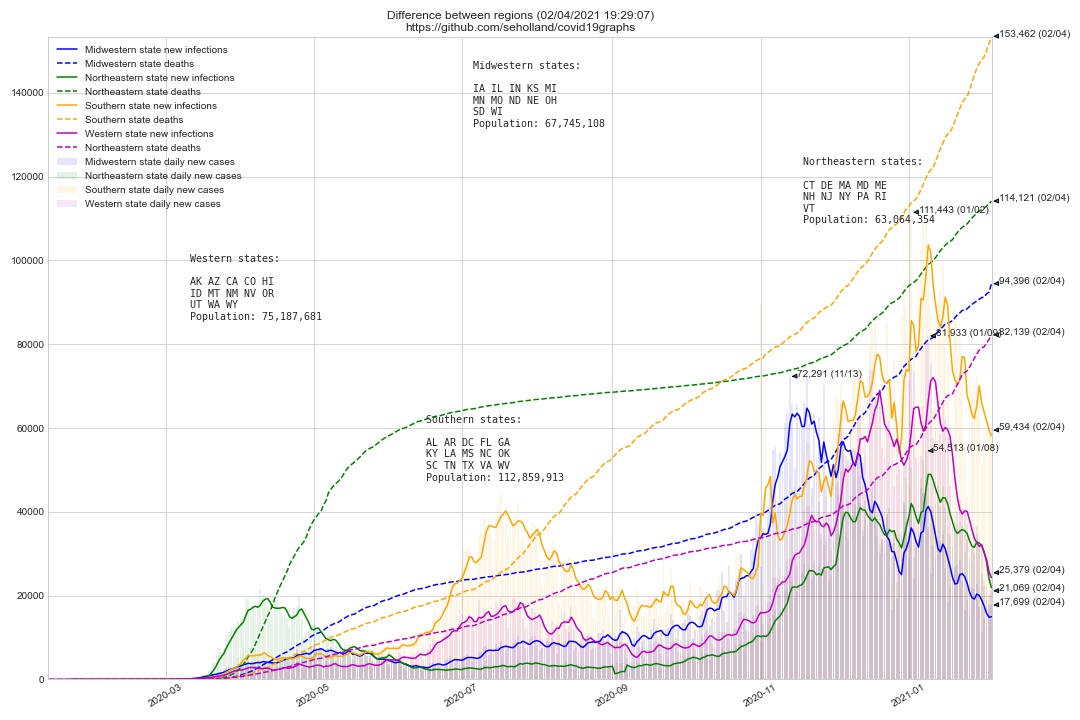 Difference between regions (02/04/2021 19:29:07)
https://github.com/seholland/covid19graphs
Midwestern state new infections
Midwestern state deaths
Northeastern state new infections
Northeastern state deaths
Southern state new infections
Southern state deaths
Western state new infections
Northeastern state deaths
Midwestern state daily new cases
Northeastern state daily new cases
Southern state daily new cases
Western state daily new cases
Midwestern states:
IA IL IN KS MI
MN MO ND NE OH
SD WI
Population: 67,745,108
Northeastern states:
CT DE MA MD ME
NH NJ NY PA RI
VT
Population: 63,064,354
Western states:
AK AZ CA CO HI
ID MT NM NV OR
UT WA WY
Population: 75,187,681
Southern states:
AL AR DC FL GA
KY LA MS NC OK
SC TN TX VA WV
Population: 112,859,913
153,462 (02/04)
114,121 (02/04)
111,443 (01/02)
94,396 (02/04)
81,933 (01/09)
82,139 (02/04)
72,291 (11/13)
59,434 (02/04)
54,513 (01/08)
25,379 (02/04)
21,069 (02/04)
17,699 (02/04)
140000
120000
100000
80000
60000
40000
20000
0
2020-03
2020-05
2020-07
2020-09
2020-11
2021-01